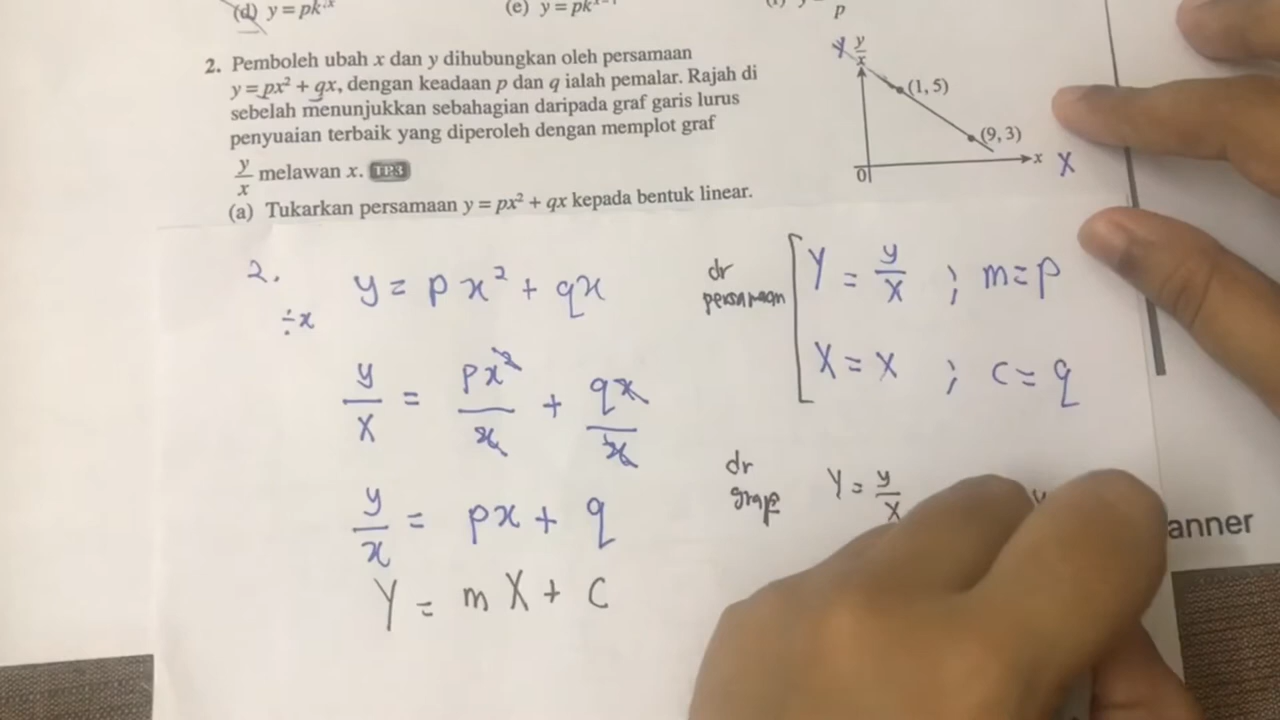 (d) y = pk
(e) y = pk
p
2. Pemboleh ubah x dan y dihubungkan oleh persamaan
y = px² + qx, dengan keadaan p dan q ialah pemalar. Rajah di
sebelah menunjukkan sebahagian daripada graf garis lurus
penyuaian terbaik yang diperoleh dengan memplot graf
y/x melawan x. TP3
(a) Tukarkan persamaan y = px² + qx kepada bentuk linear.
Y y/x
(1, 5)
(9, 3)
0
x X
2. y = px² + qx
÷x
y/x = px²/x + qx/x
y/x = px + q
Y = mX + c
dr persamaan
Y = y/x ; m = p
X = x ; c = q
dr graf
Y = y/x
anner